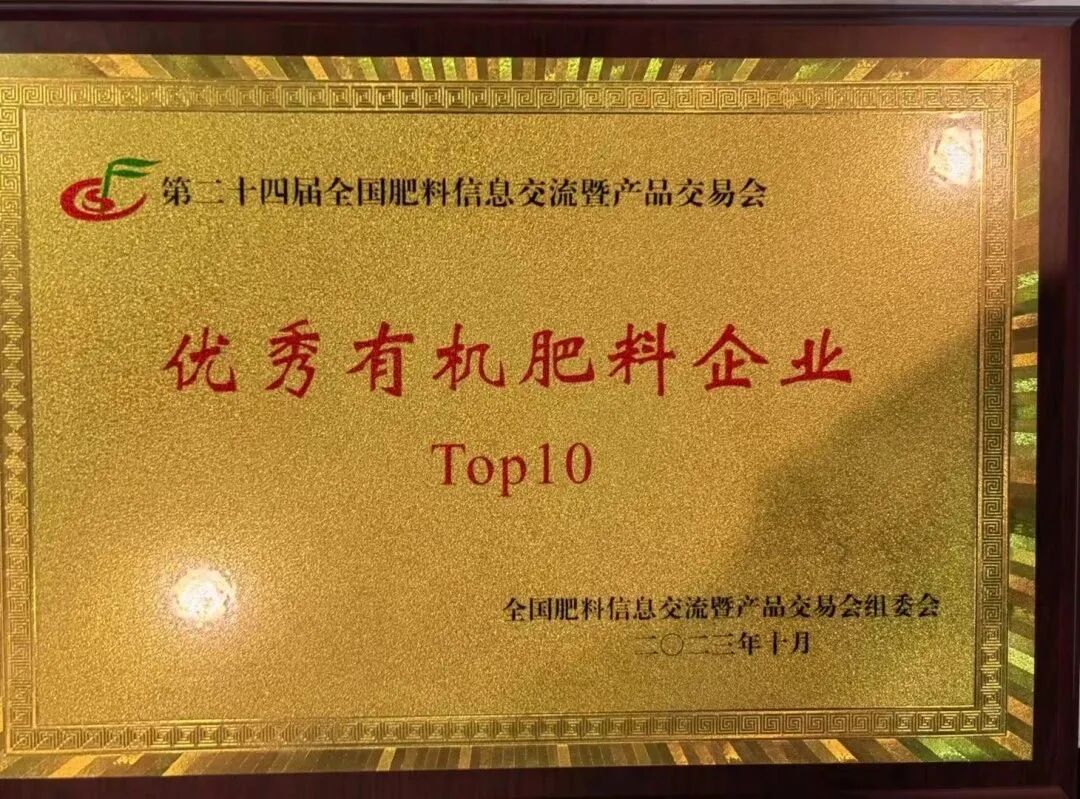 第二十四届全国肥料信息交流暨产品交易会
优秀有机肥料企业
Top10
全国肥料信息交流暨产品交易会组委会
二〇二三年十月